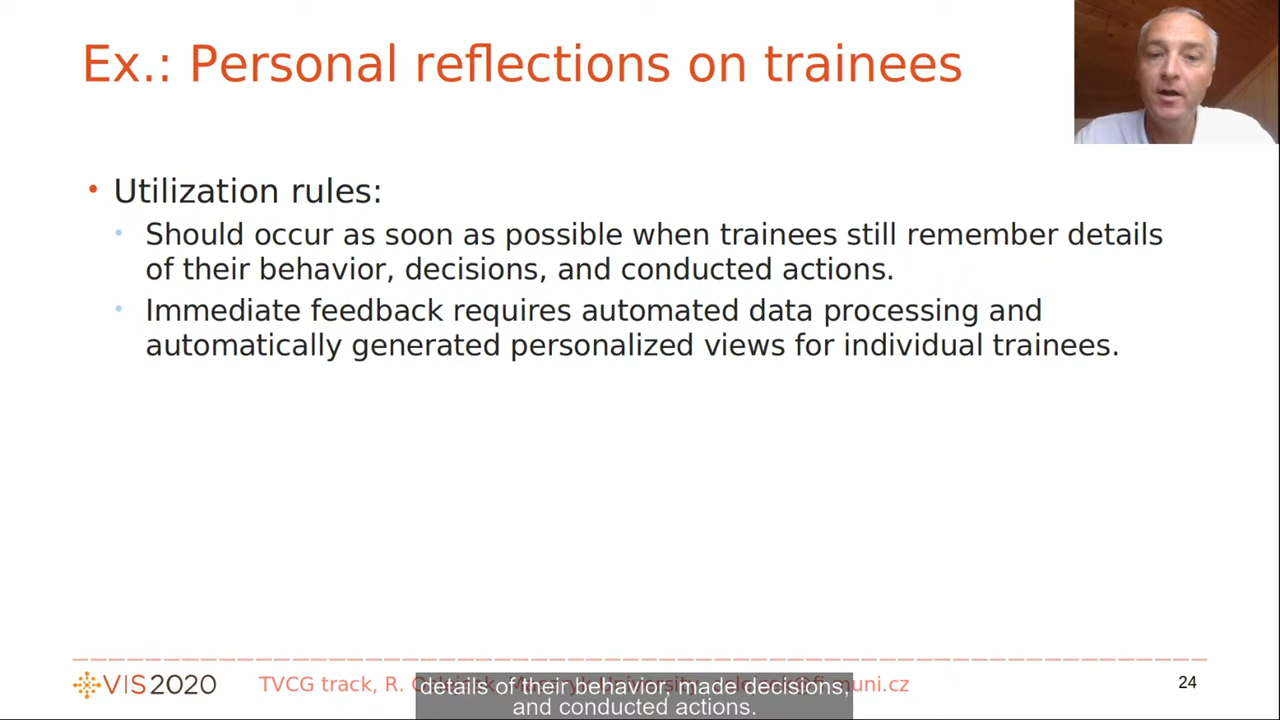 Ex.: Personal reflections on trainees
• Utilization rules:
• Should occur as soon as possible when trainees still remember details
of their behavior, decisions, and conducted actions.
• Immediate feedback requires automated data processing and
automatically generated personalized views for individual trainees.
VIS2020
TVCG track, R.
details of their behavior, made decisions,
and conducted actions.
24